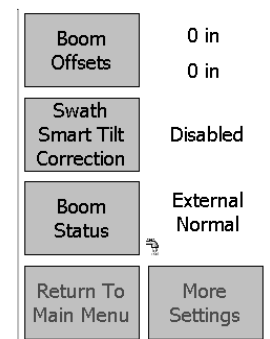 Boom
Offsets
0 in
0 in
Swath
Smart Tilt
Correction
Disabled
Boom
Status
External
Normal
Return To
Main Menu
More
Settings